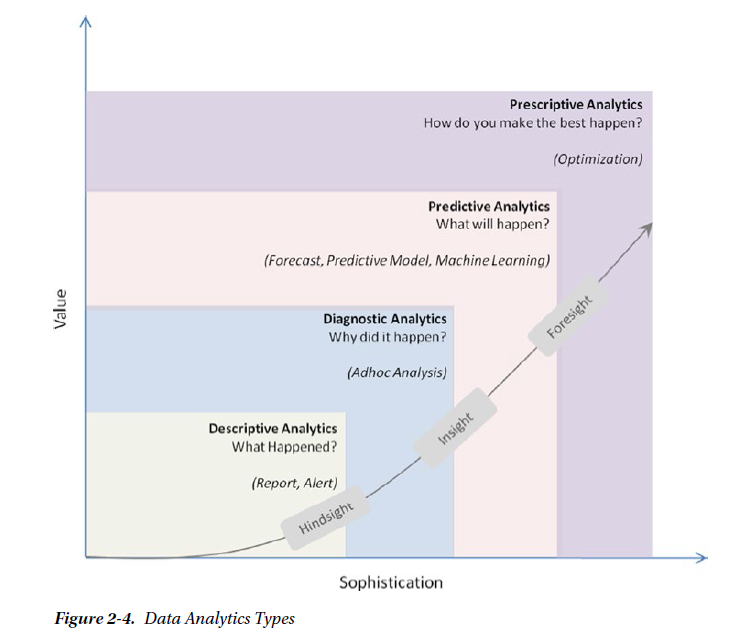 Prescriptive Analytics
How do you make the best happen?
(Optimization)
Predictive Analytics
What will happen?
(Forecast, Predictive Model, Machine Learning)
Diagnostic Analytics
Why did it happen?
(Adhoc Analysis)
Descriptive Analytics
What Happened?
(Report, Alert)
Foresight
Insight
Hindsight
Value
Sophistication
Figure 2-4. Data Analytics Types